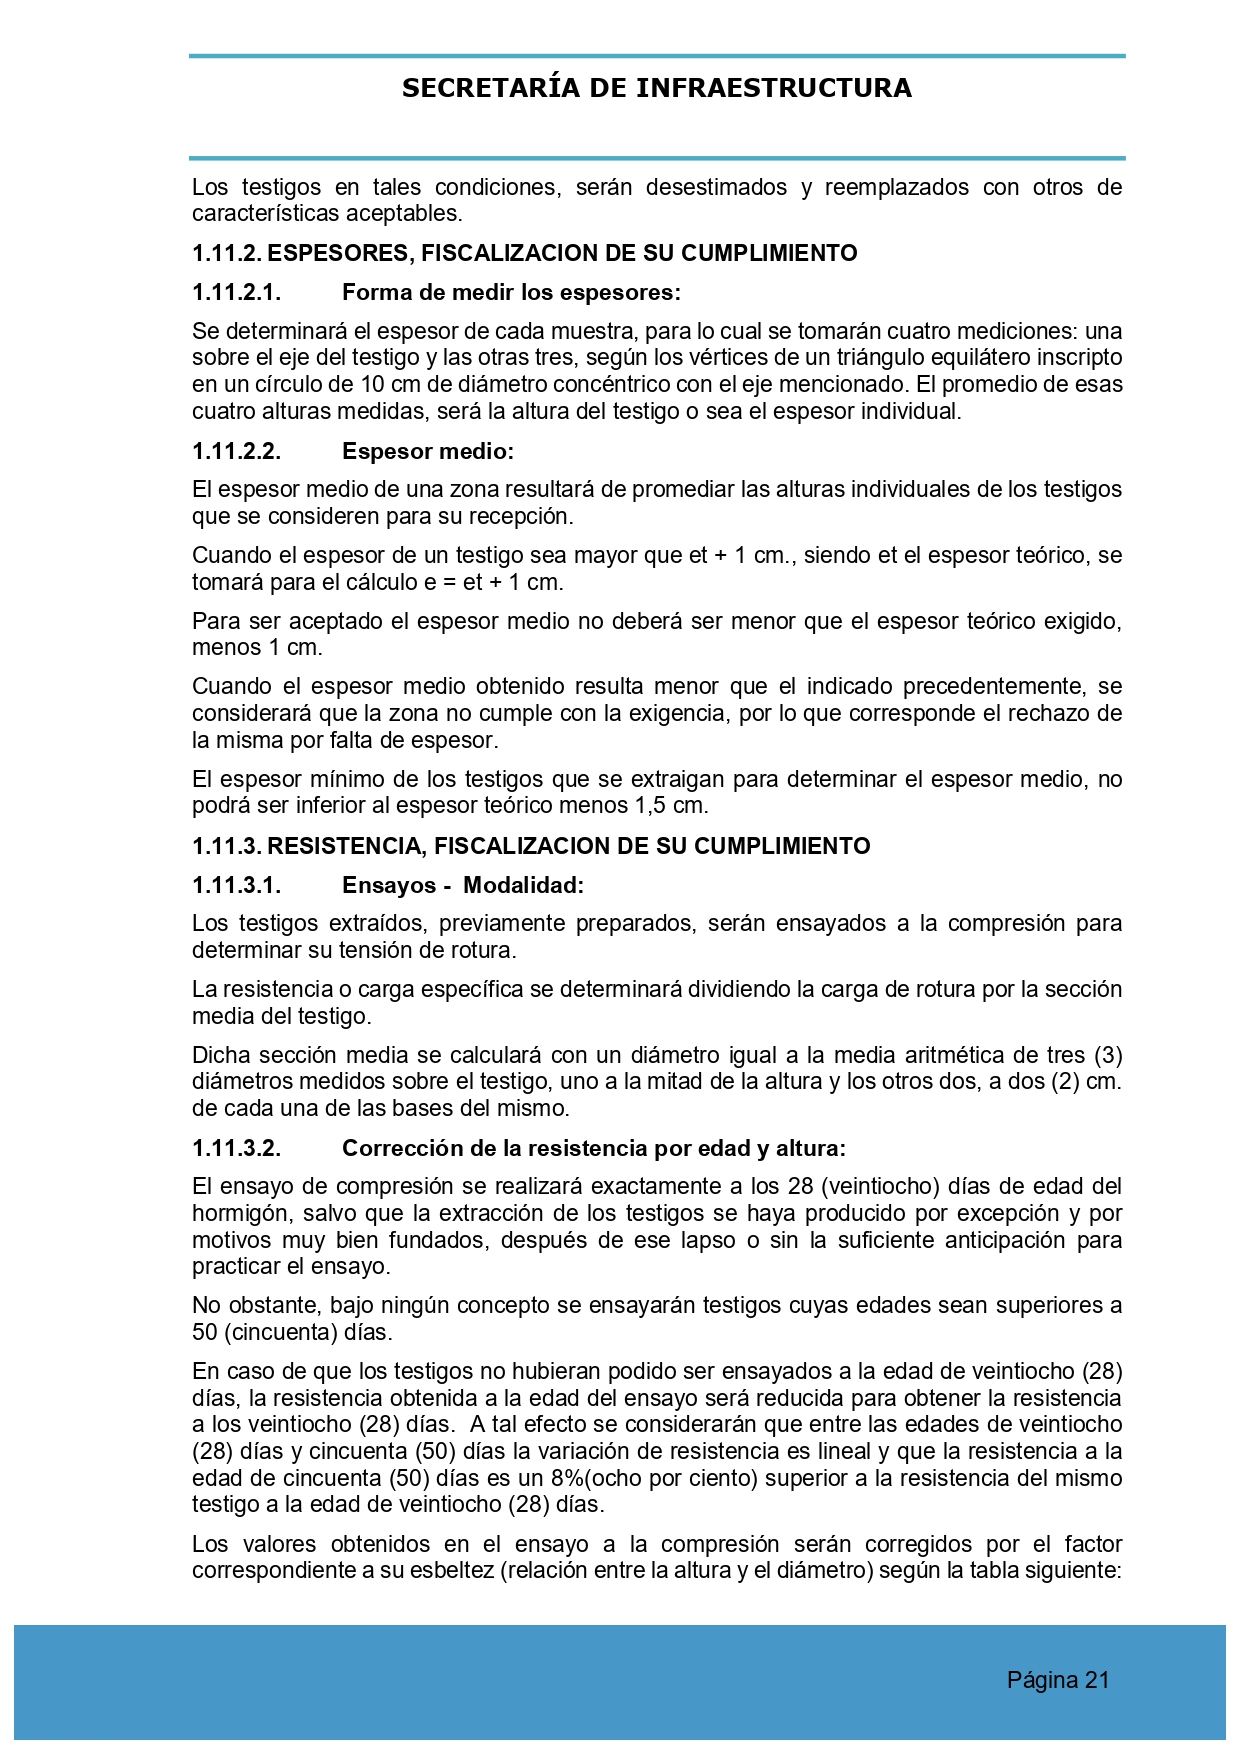 SECRETARÍA DE INFRAESTRUCTURA
Los testigos en tales condiciones, serán desestimados y reemplazados con otros de
características aceptables.
1.11.2. ESPESORES, FISCALIZACION DE SU CUMPLIMIENTO
1.11.2.1. Forma de medir los espesores:
Se determinará el espesor de cada muestra, para lo cual se tomarán cuatro mediciones: una
sobre el eje del testigo y las otras tres, según los vértices de un triángulo equilátero inscripto
en un círculo de 10 cm de diámetro concéntrico con el eje mencionado. El promedio de esas
cuatro alturas medidas, será la altura del testigo o sea el espesor individual.
1.11.2.2. Espesor medio:
El espesor medio de una zona resultará de promediar las alturas individuales de los testigos
que se consideren para su recepción.
Cuando el espesor de un testigo sea mayor que et + 1 cm., siendo et el espesor teórico, se
tomará para el cálculo e = et + 1 cm.
Para ser aceptado el espesor medio no deberá ser menor que el espesor teórico exigido,
menos 1 cm.
Cuando el espesor medio obtenido resulta menor que el indicado precedentemente, se
considerará que la zona no cumple con la exigencia, por lo que corresponde el rechazo de
la misma por falta de espesor.
El espesor mínimo de los testigos que se extraigan para determinar el espesor medio, no
podrá ser inferior al espesor teórico menos 1,5 cm.
1.11.3. RESISTENCIA, FISCALIZACION DE SU CUMPLIMIENTO
1.11.3.1. Ensayos - Modalidad:
Los testigos extraídos, previamente preparados, serán ensayados a la compresión para
determinar su tensión de rotura.
La resistencia o carga específica se determinará dividiendo la carga de rotura por la sección
media del testigo.
Dicha sección media se calculará con un diámetro igual a la media aritmética de tres (3)
diámetros medidos sobre el testigo, uno a la mitad de la altura y los otros dos, a dos (2) cm.
de cada una de las bases del mismo.
1.11.3.2. Corrección de la resistencia por edad y altura:
El ensayo de compresión se realizará exactamente a los 28 (veintiocho) días de edad del
hormigón, salvo que la extracción de los testigos se haya producido por excepción y por
motivos muy bien fundados, después de ese lapso o sin la suficiente anticipación para
practicar el ensayo.
No obstante, bajo ningún concepto se ensayarán testigos cuyas edades sean superiores a
50 (cincuenta) días.
En caso de que los testigos no hubieran podido ser ensayados a la edad de veintiocho (28)
días, la resistencia obtenida a la edad del ensayo será reducida para obtener la resistencia
a los veintiocho (28) días.  A tal efecto se considerarán que entre las edades de veintiocho
(28) días y cincuenta (50) días la variación de resistencia es lineal y que la resistencia a la
edad de cincuenta (50) días es un 8%(ocho por ciento) superior a la resistencia del mismo
testigo a la edad de veintiocho (28) días.
Los valores obtenidos en el ensayo a la compresión serán corregidos por el factor
correspondiente a su esbeltez (relación entre la altura y el diámetro) según la tabla siguiente:
Página 21